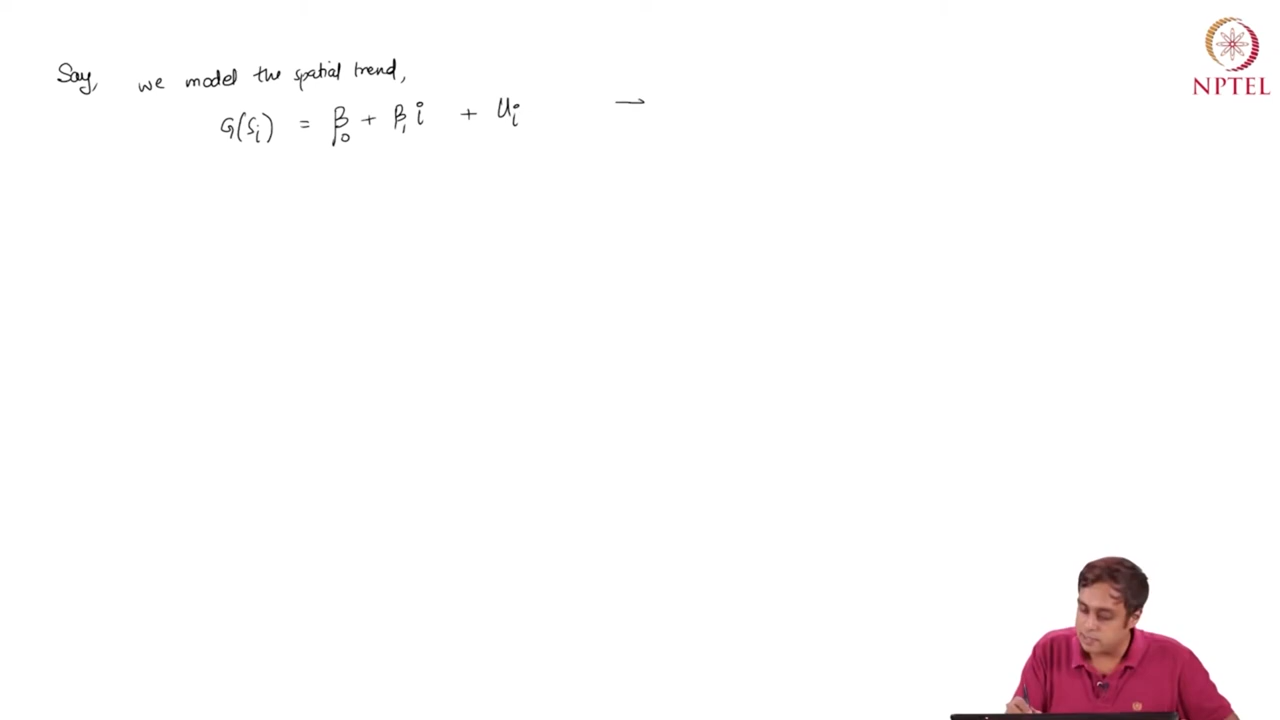 Say, we model the spatial trend,
G(Sᵢ) = β₀ + β₁ i + Uᵢ →
NPTEL